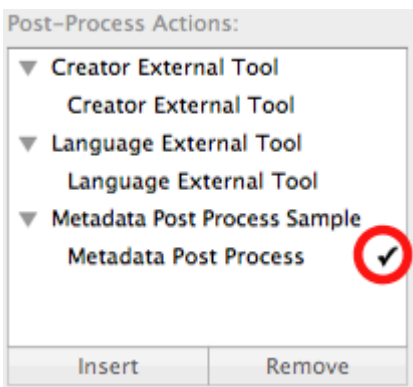 Post-Process Actions:
Creator External Tool
Creator External Tool
Language External Tool
Language External Tool
Metadata Post Process Sample
Metadata Post Process
Insert Remove